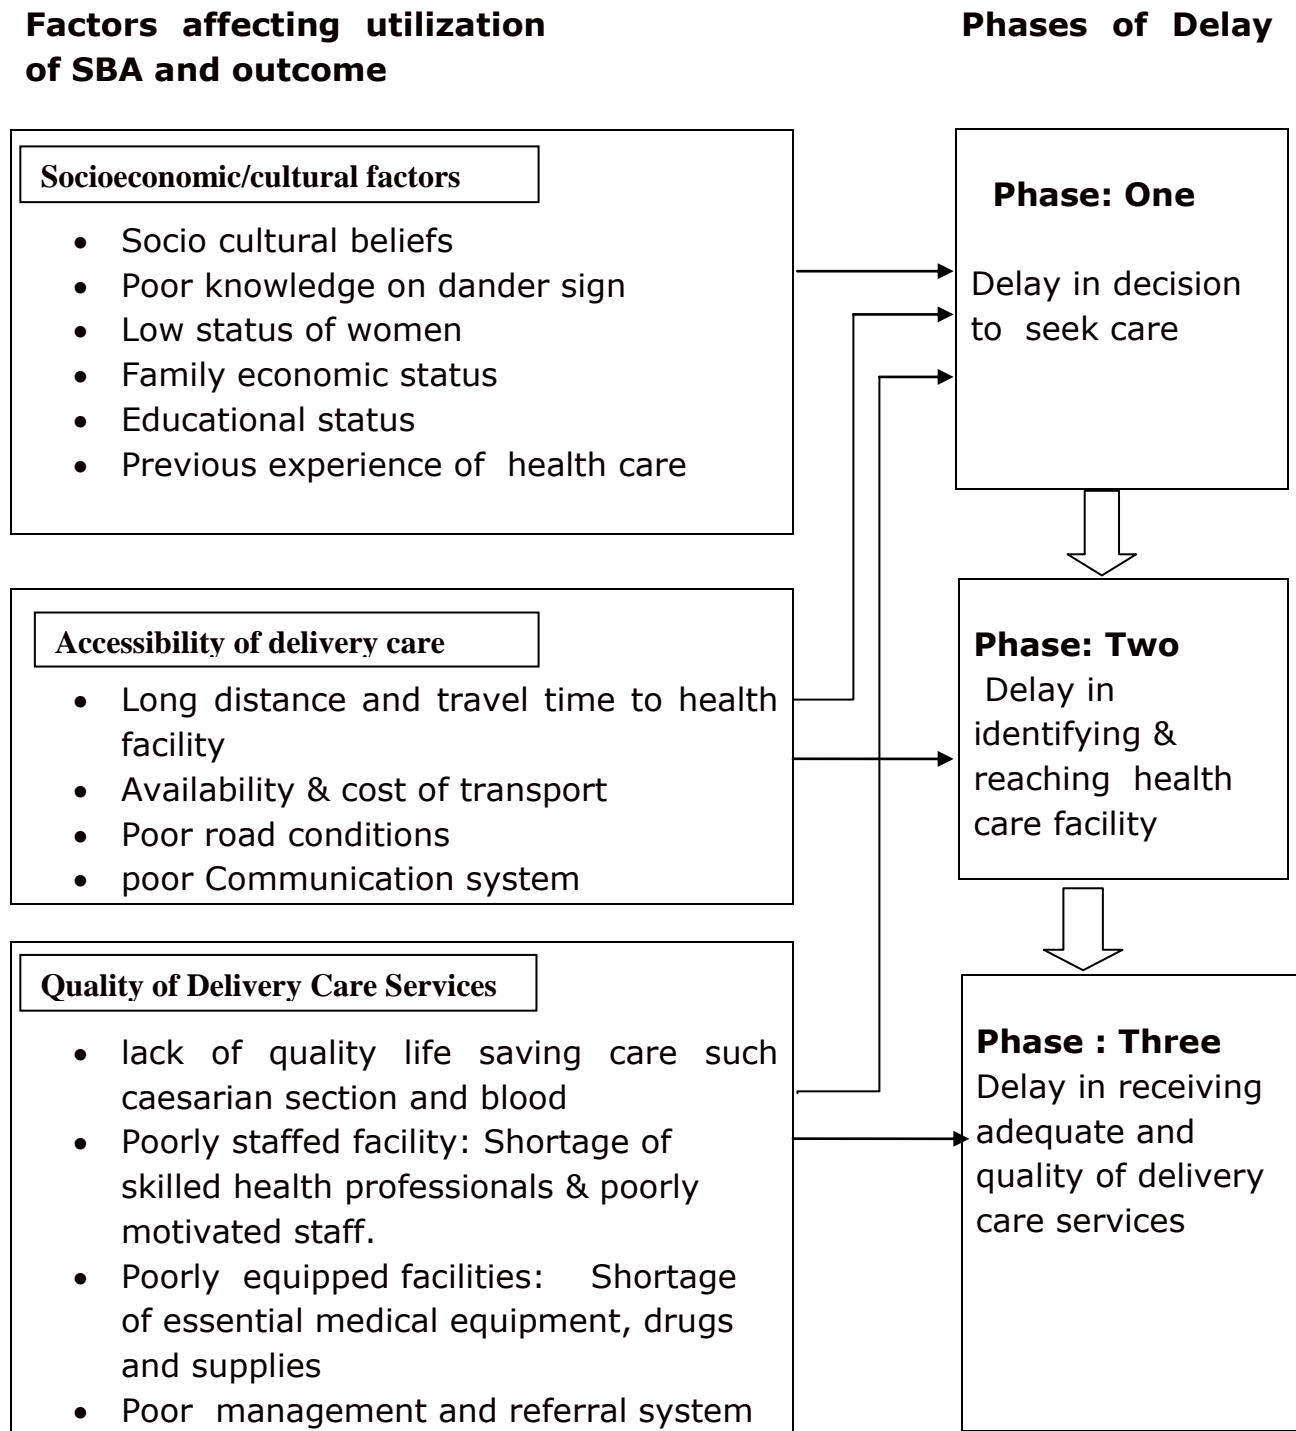 Factors affecting utilization
of SBA and outcome
Phases of Delay
Socioeconomic/cultural factors
• Socio cultural beliefs
• Poor knowledge on dander sign
• Low status of women
• Family economic status
• Educational status
• Previous experience of health care
Phase: One
Delay in decision
to seek care
Accessibility of delivery care
• Long distance and travel time to health
facility
• Availability & cost of transport
• Poor road conditions
• poor Communication system
Phase: Two
Delay in
identifying &
reaching health
care facility
Quality of Delivery Care Services
• lack of quality life saving care such
caesarian section and blood
• Poorly staffed facility: Shortage of
skilled health professionals & poorly
motivated staff.
• Poorly equipped facilities: Shortage
of essential medical equipment, drugs
and supplies
• Poor management and referral system
Phase : Three
Delay in receiving
adequate and
quality of delivery
care services